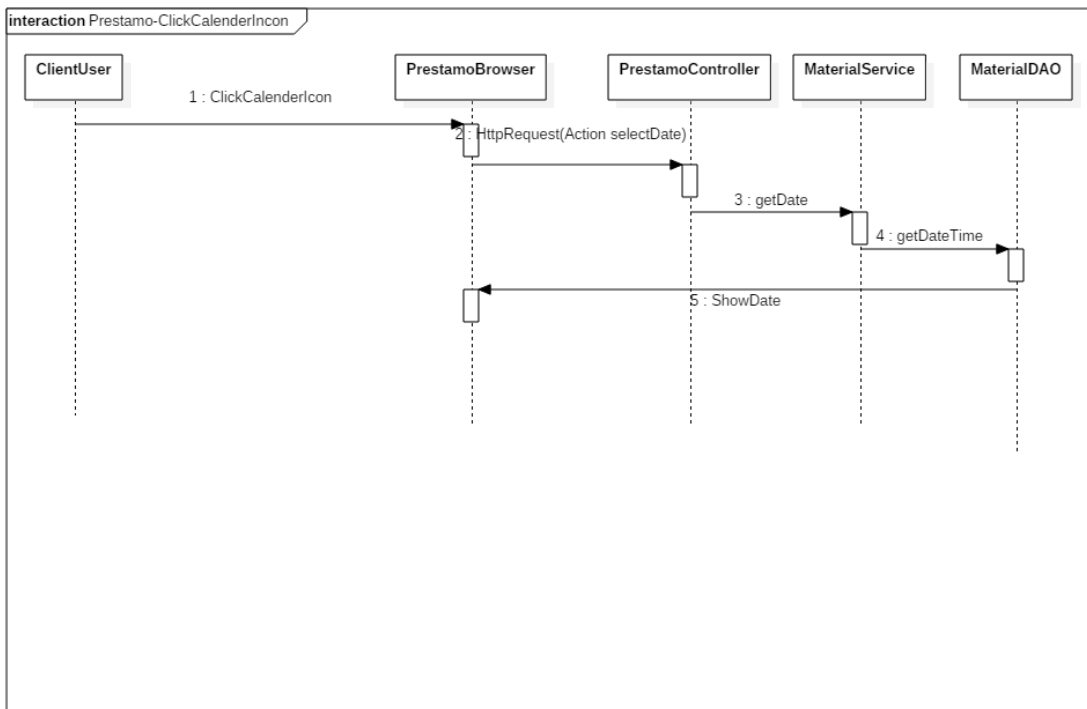 interaction Prestamo-ClickCalenderIncon
ClientUser
PrestamoBrowser
PrestamoController
MaterialService
MaterialDAO
1 : ClickCalenderIcon
2 : HttpRequest(Action selectDate)
3 : getDate
4 : getDateTime
5 : ShowDate